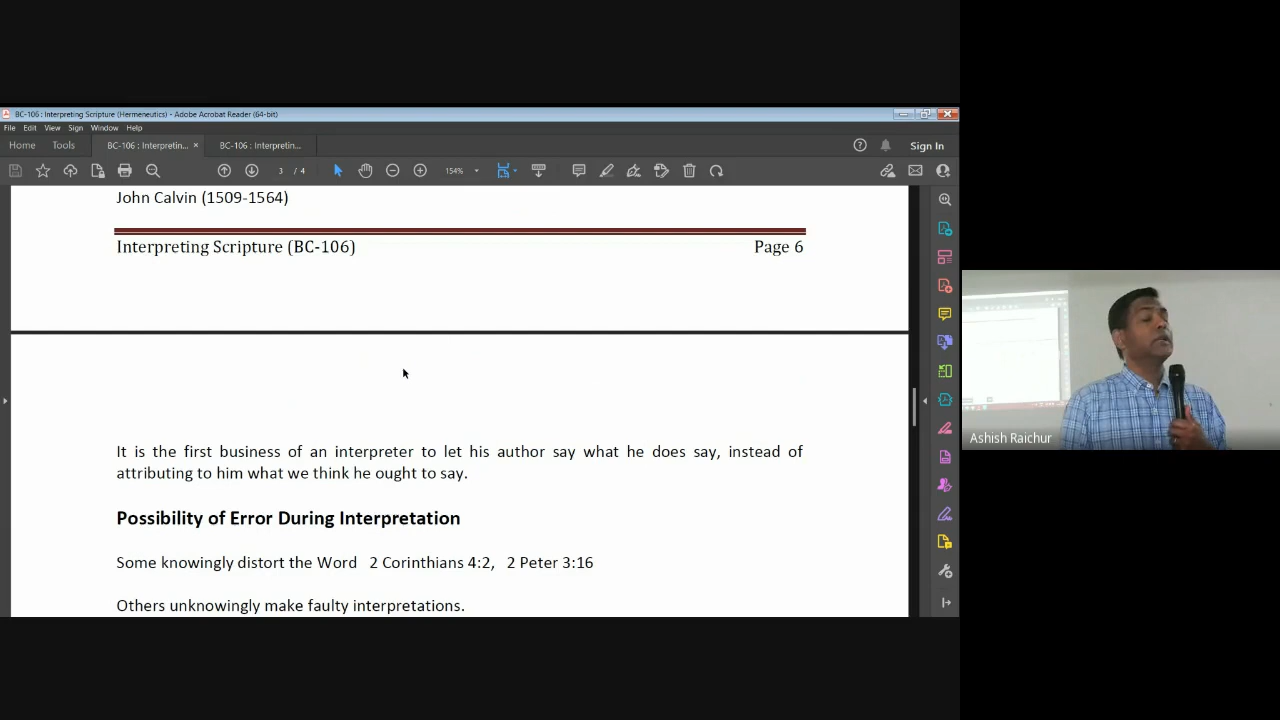 BC-106 : Interpreting Scripture (Hermeneutics) - Adobe Acrobat Reader (64-bit)
File Edit View Sign Window Help
Home Tools BC-106 : Interpretin... × BC-106 : Interpretin... Sign In
3 / 4 154%
John Calvin (1509-1564)
Interpreting Scripture (BC-106) Page 6
It is the first business of an interpreter to let his author say what he does say, instead of
attributing to him what we think he ought to say.
Possibility of Error During Interpretation
Some knowingly distort the Word 2 Corinthians 4:2, 2 Peter 3:16
Others unknowingly make faulty interpretations.
Ashish Raichur